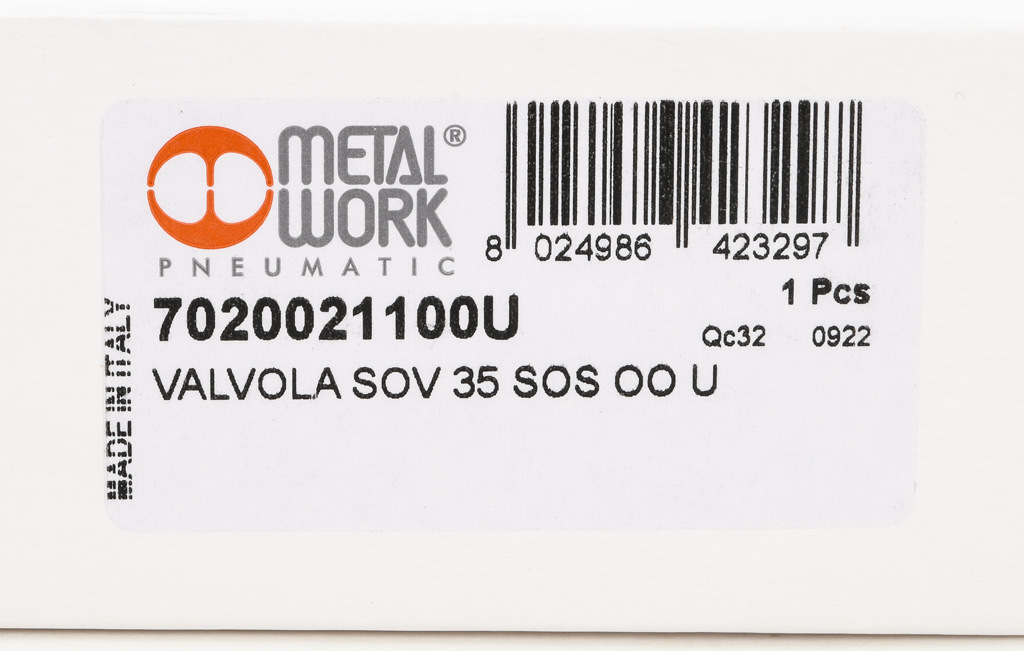 METAL®
WORK
PNEUMATIC
8 024986 423297
7020021100U
1 Pcs
Qc32 0922
VALVOLA SOV 35 SOS OO U
MADE IN ITALY